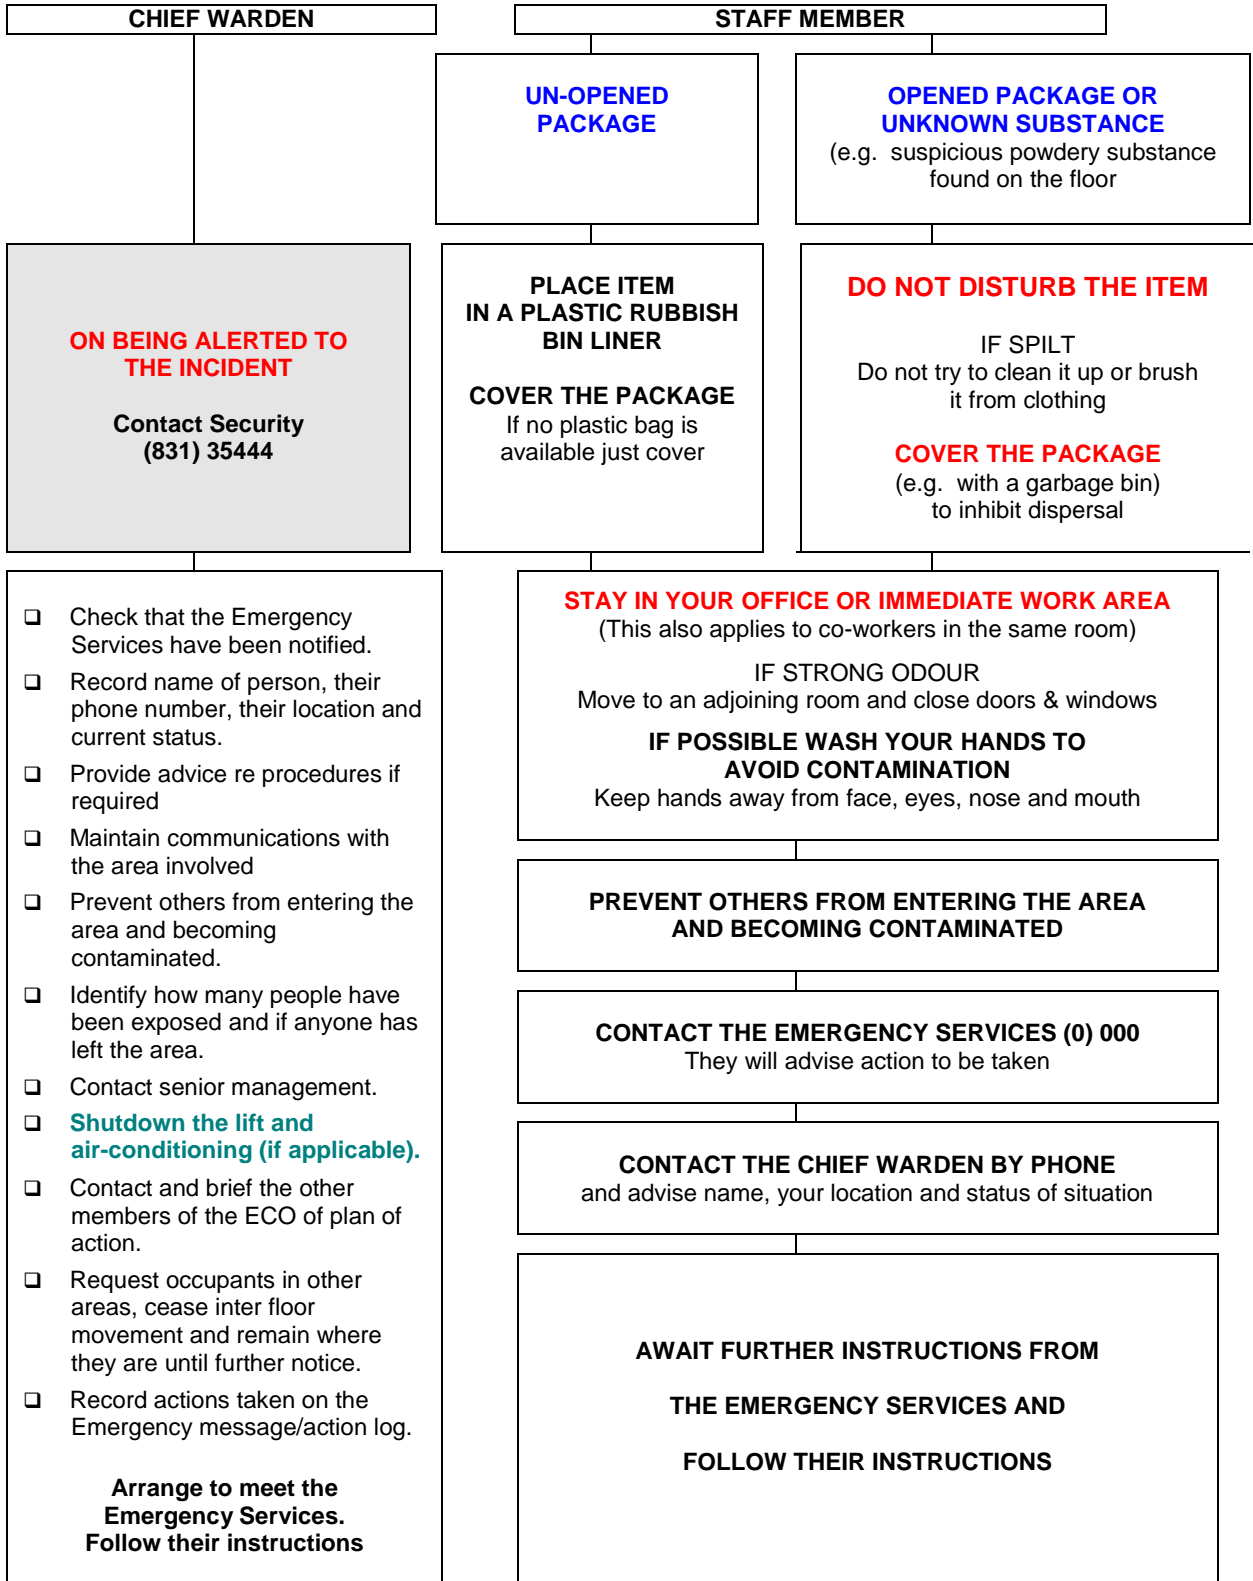 CHIEF WARDEN
STAFF MEMBER
UN-OPENED
PACKAGE
OPENED PACKAGE OR
UNKNOWN SUBSTANCE
(e.g. suspicious powdery substance
found on the floor
ON BEING ALERTED TO
THE INCIDENT
Contact Security
(831) 35444
PLACE ITEM
IN A PLASTIC RUBBISH
BIN LINER
COVER THE PACKAGE
If no plastic bag is
available just cover
DO NOT DISTURB THE ITEM
IF SPILT
Do not try to clean it up or brush
it from clothing
COVER THE PACKAGE
(e.g. with a garbage bin)
to inhibit dispersal
❑ Check that the Emergency
Services have been notified.
❑ Record name of person, their
phone number, their location and
current status.
❑ Provide advice re procedures if
required
❑ Maintain communications with
the area involved
❑ Prevent others from entering the
area and becoming
contaminated.
❑ Identify how many people have
been exposed and if anyone has
left the area.
❑ Contact senior management.
❑ Shutdown the lift and
air-conditioning (if applicable).
❑ Contact and brief the other
members of the ECO of plan of
action.
❑ Request occupants in other
areas, cease inter floor
movement and remain where
they are until further notice.
❑ Record actions taken on the
Emergency message/action log.
Arrange to meet the
Emergency Services.
Follow their instructions
STAY IN YOUR OFFICE OR IMMEDIATE WORK AREA
(This also applies to co-workers in the same room)
IF STRONG ODOUR
Move to an adjoining room and close doors & windows
IF POSSIBLE WASH YOUR HANDS TO
AVOID CONTAMINATION
Keep hands away from face, eyes, nose and mouth
PREVENT OTHERS FROM ENTERING THE AREA
AND BECOMING CONTAMINATED
CONTACT THE EMERGENCY SERVICES (0) 000
They will advise action to be taken
CONTACT THE CHIEF WARDEN BY PHONE
and advise name, your location and status of situation
AWAIT FURTHER INSTRUCTIONS FROM
THE EMERGENCY SERVICES AND
FOLLOW THEIR INSTRUCTIONS